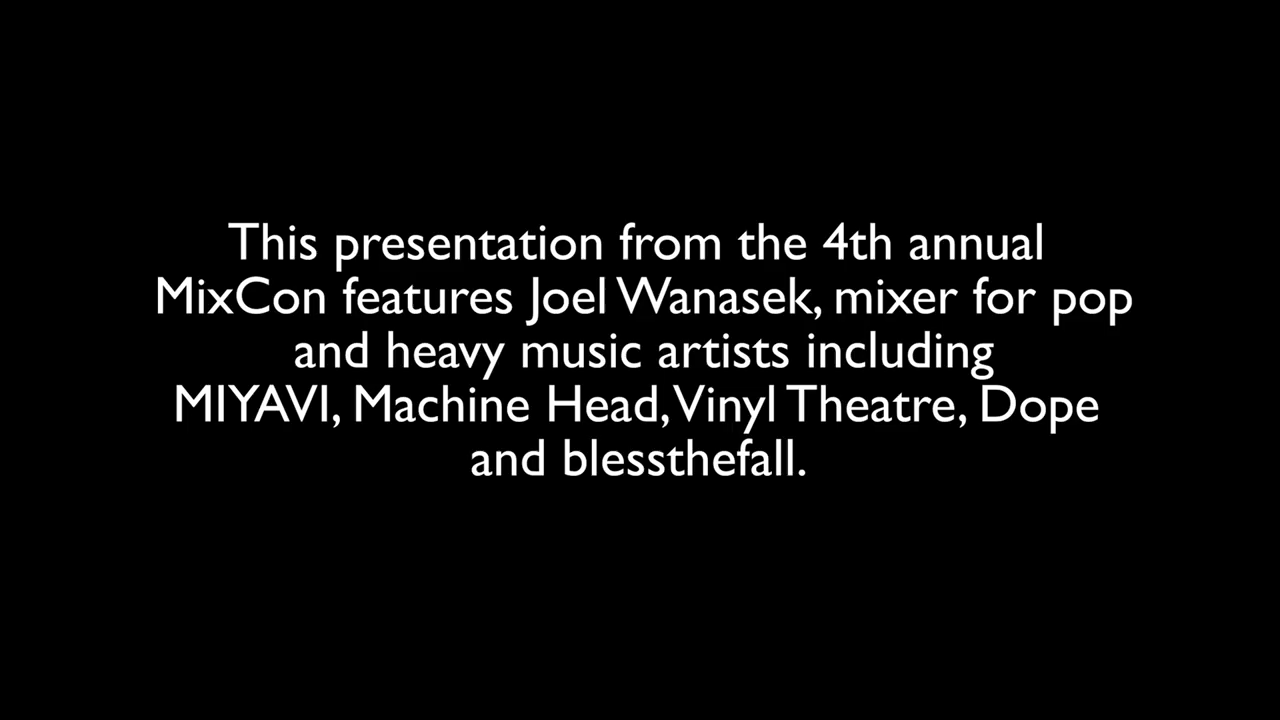 This presentation from the 4th annual
MixCon features Joel Wanasek, mixer for pop
and heavy music artists including
MIYAVI, Machine Head, Vinyl Theatre, Dope
and blessthefall.